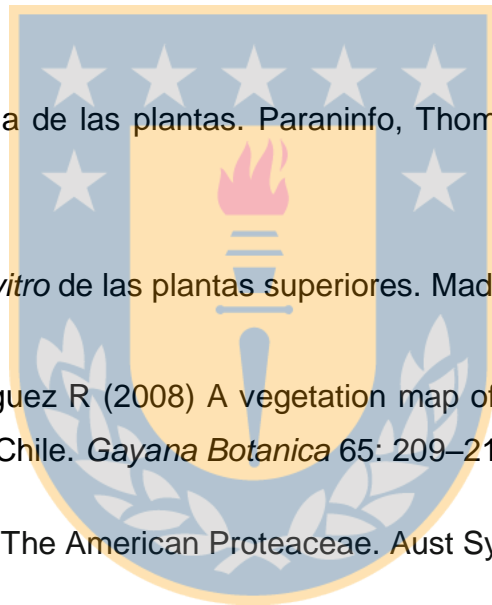 a de las plantas. Paraninfo, Thom
vitro de las plantas superiores. Mad
guez R (2008) A vegetation map of
Chile. Gayana Botanica 65: 209–21
The American Proteaceae. Aust Sy